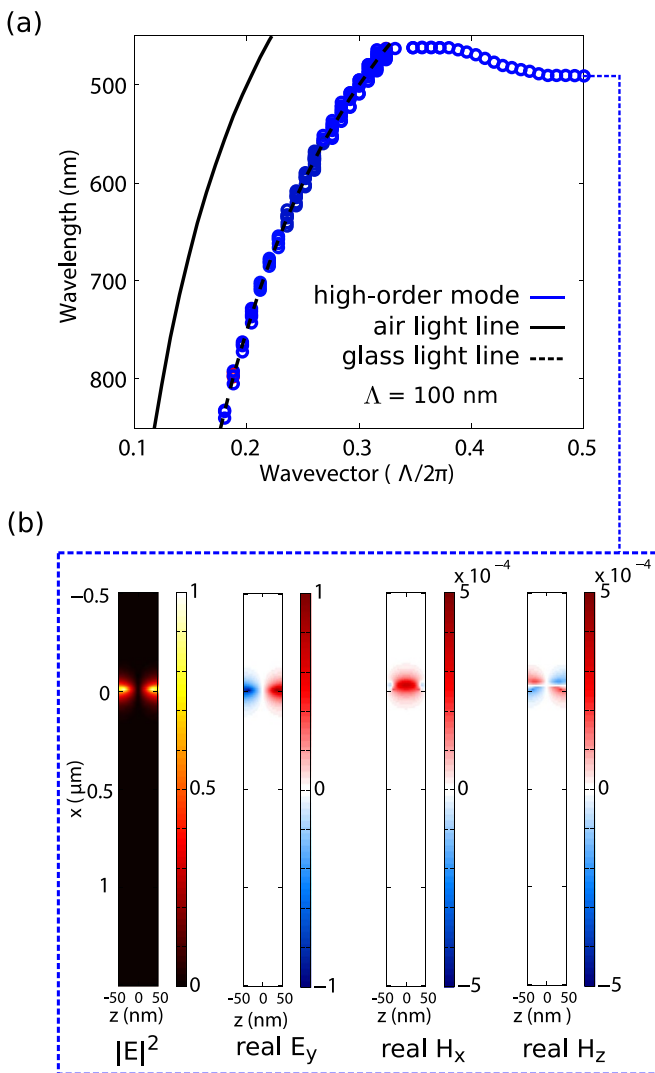 (a)
500
600
700
800
Wavelength (nm)
high-order mode
air light line
glass light line
Λ = 100 nm
0.1 0.2 0.3 0.4 0.5
Wavevector ( Λ/2π)
(b)
x 10⁻⁴ x 10⁻⁴
−0.5 1 1 5 5
0 0.5 0 0 0
0.5
1
0 −1 −5 −5
x (μm)
−50 0 50 −50 0 50 −50 0 50 −50 0 50
z (nm) z (nm) z (nm) z (nm )
|E|² real Ey real Hx real Hz